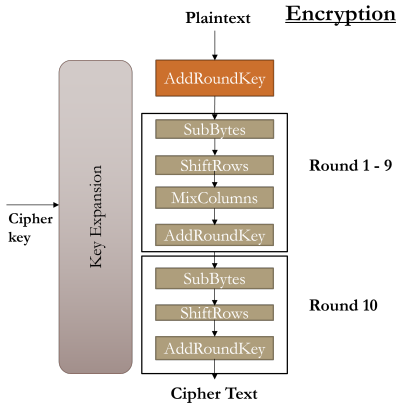 Plaintext
Encryption
AddRoundKey
SubBytes
ShiftRows
MixColumns
AddRoundKey
Round 1 - 9
Cipher
key
Key Expansion
SubBytes
ShiftRows
AddRoundKey
Round 10
Cipher Text